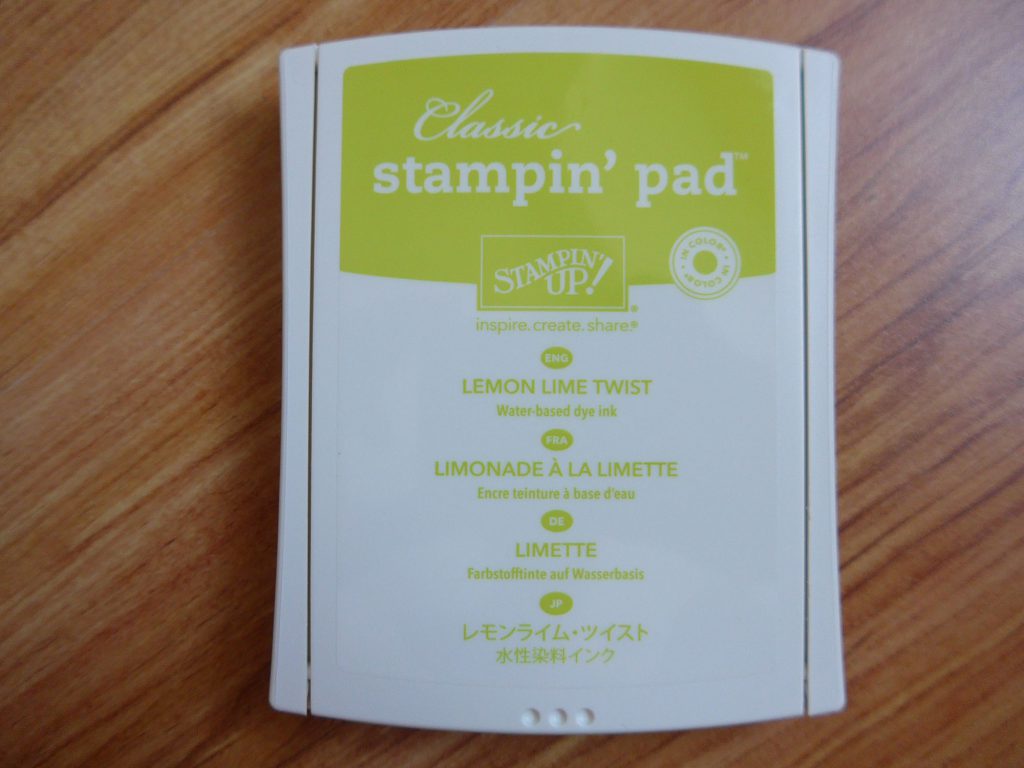 Classic
stampin' pad™
STAMPIN'
UP!®
IN COLOR® • IN COLOR® •
inspire. create. share.®
ENG
LEMON LIME TWIST
Water-based dye ink
FRA
LIMONADE À LA LIMETTE
Encre teinture à base d'eau
DE
LIMETTE
Farbstofftinte auf Wasserbasis
JP
レモンライム・ツイスト
水性染料インク